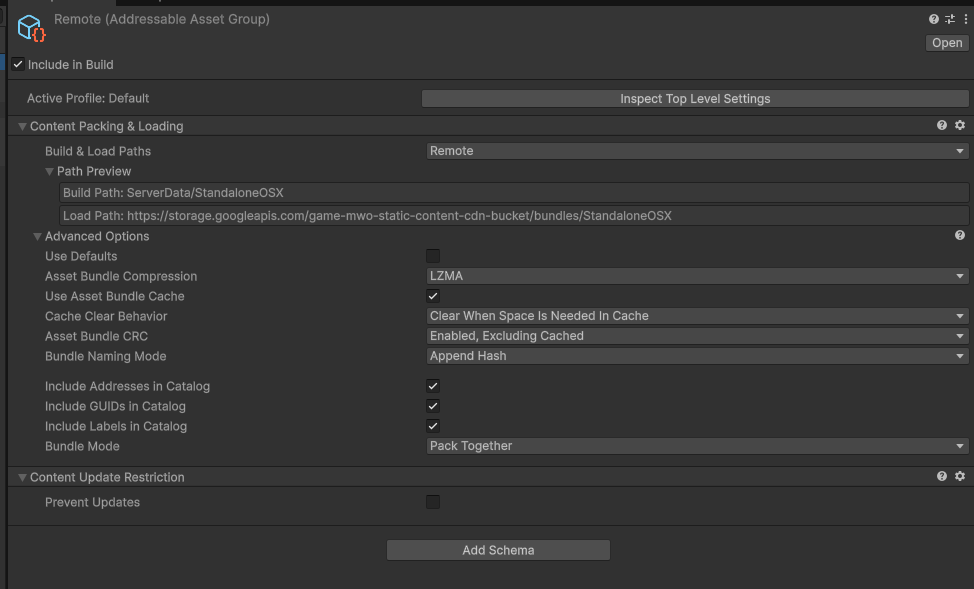 Remote (Addressable Asset Group)
Open
Include in Build
Active Profile: Default
Inspect Top Level Settings
Content Packing & Loading
Build & Load Paths
Remote
Path Preview
Build Path: ServerData/StandaloneOSX
Load Path: https://storage.googleapis.com/game-mwo-static-content-cdn-bucket/bundles/StandaloneOSX
Advanced Options
Use Defaults
Asset Bundle Compression
LZMA
Use Asset Bundle Cache
Cache Clear Behavior
Clear When Space Is Needed In Cache
Asset Bundle CRC
Enabled, Excluding Cached
Bundle Naming Mode
Append Hash
Include Addresses in Catalog
Include GUIDs in Catalog
Include Labels in Catalog
Bundle Mode
Pack Together
Content Update Restriction
Prevent Updates
Add Schema